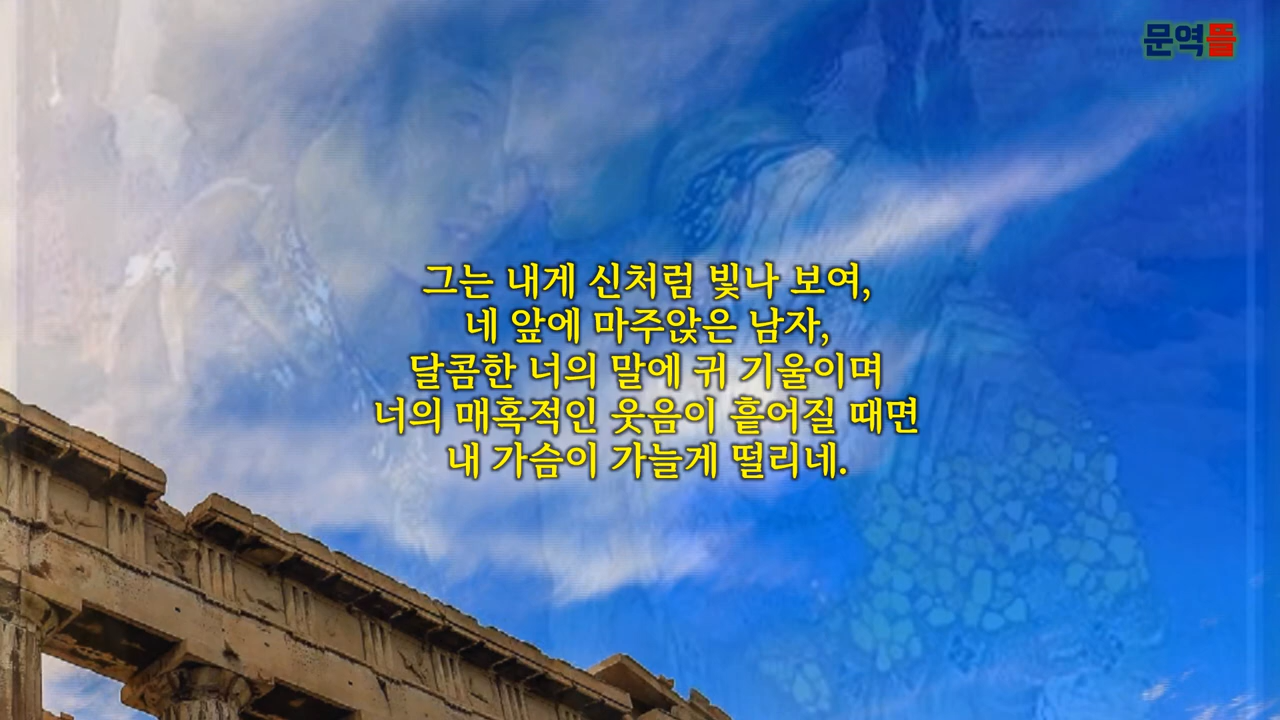 문역뜰
그는 내게 신처럼 빛나 보여,
네 앞에 마주앉은 남자,
달콤한 너의 말에 귀 기울이며
너의 매혹적인 웃음이 흩어질 때면
내 가슴이 가늘게 떨리네.